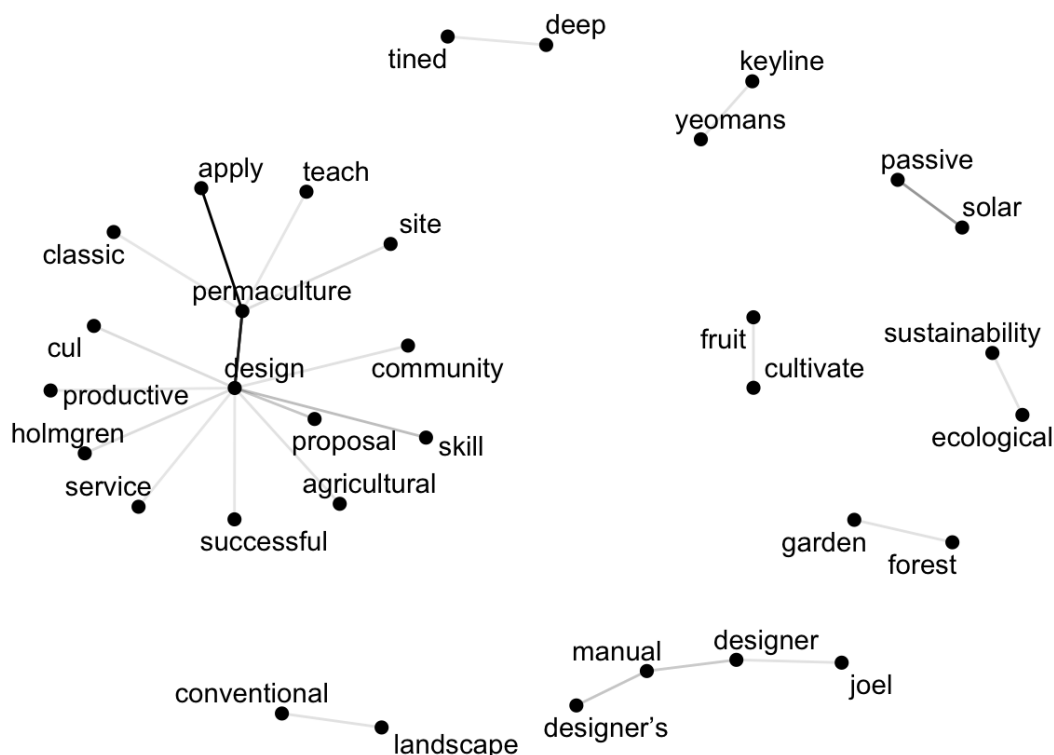 deep
tined
keyline
yeomans
passive
apply
teach
solar
site
classic
permaculture
fruit
sustainability
cul
design
community
cultivate
productive
holmgren
proposal
skill
ecological
service
agricultural
successful
garden
forest
manual
designer
joel
conventional
designer's
landscape